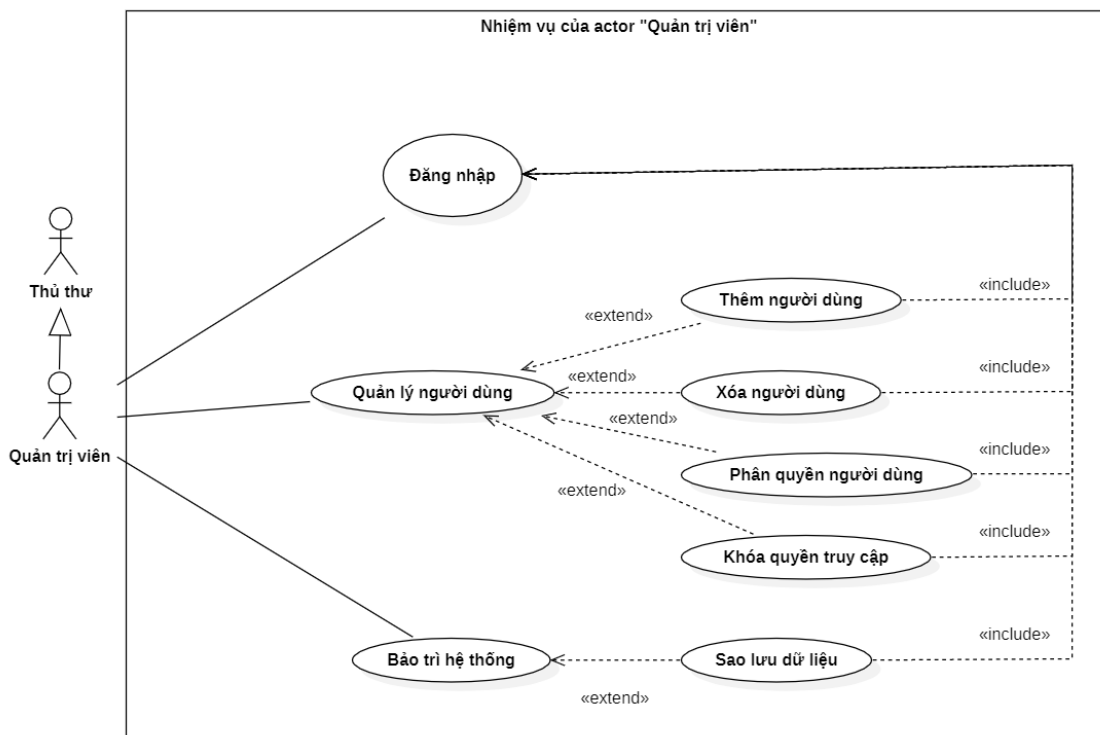 Nhiệm vụ của actor "Quản trị viên"
Đăng nhập
Thủ thư
Thêm người dùng
«include»
«extend»
Quản lý người dùng
«extend»
Xóa người dùng
«include»
«extend»
Quản trị viên
Phân quyền người dùng
«include»
«extend»
Khóa quyền truy cập
«include»
Bảo trì hệ thống
Sao lưu dữ liệu
«include»
«extend»